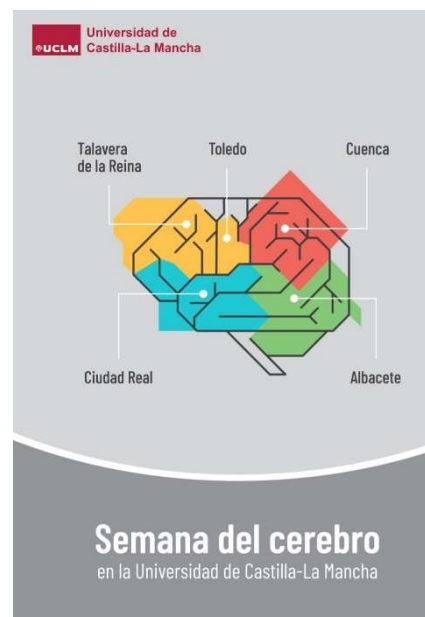 Universidad de
UCLM Castilla-La Mancha
Talavera
de la Reina
Toledo
Cuenca
Ciudad Real
Albacete
Semana del cerebro
en la Universidad de Castilla-La Mancha